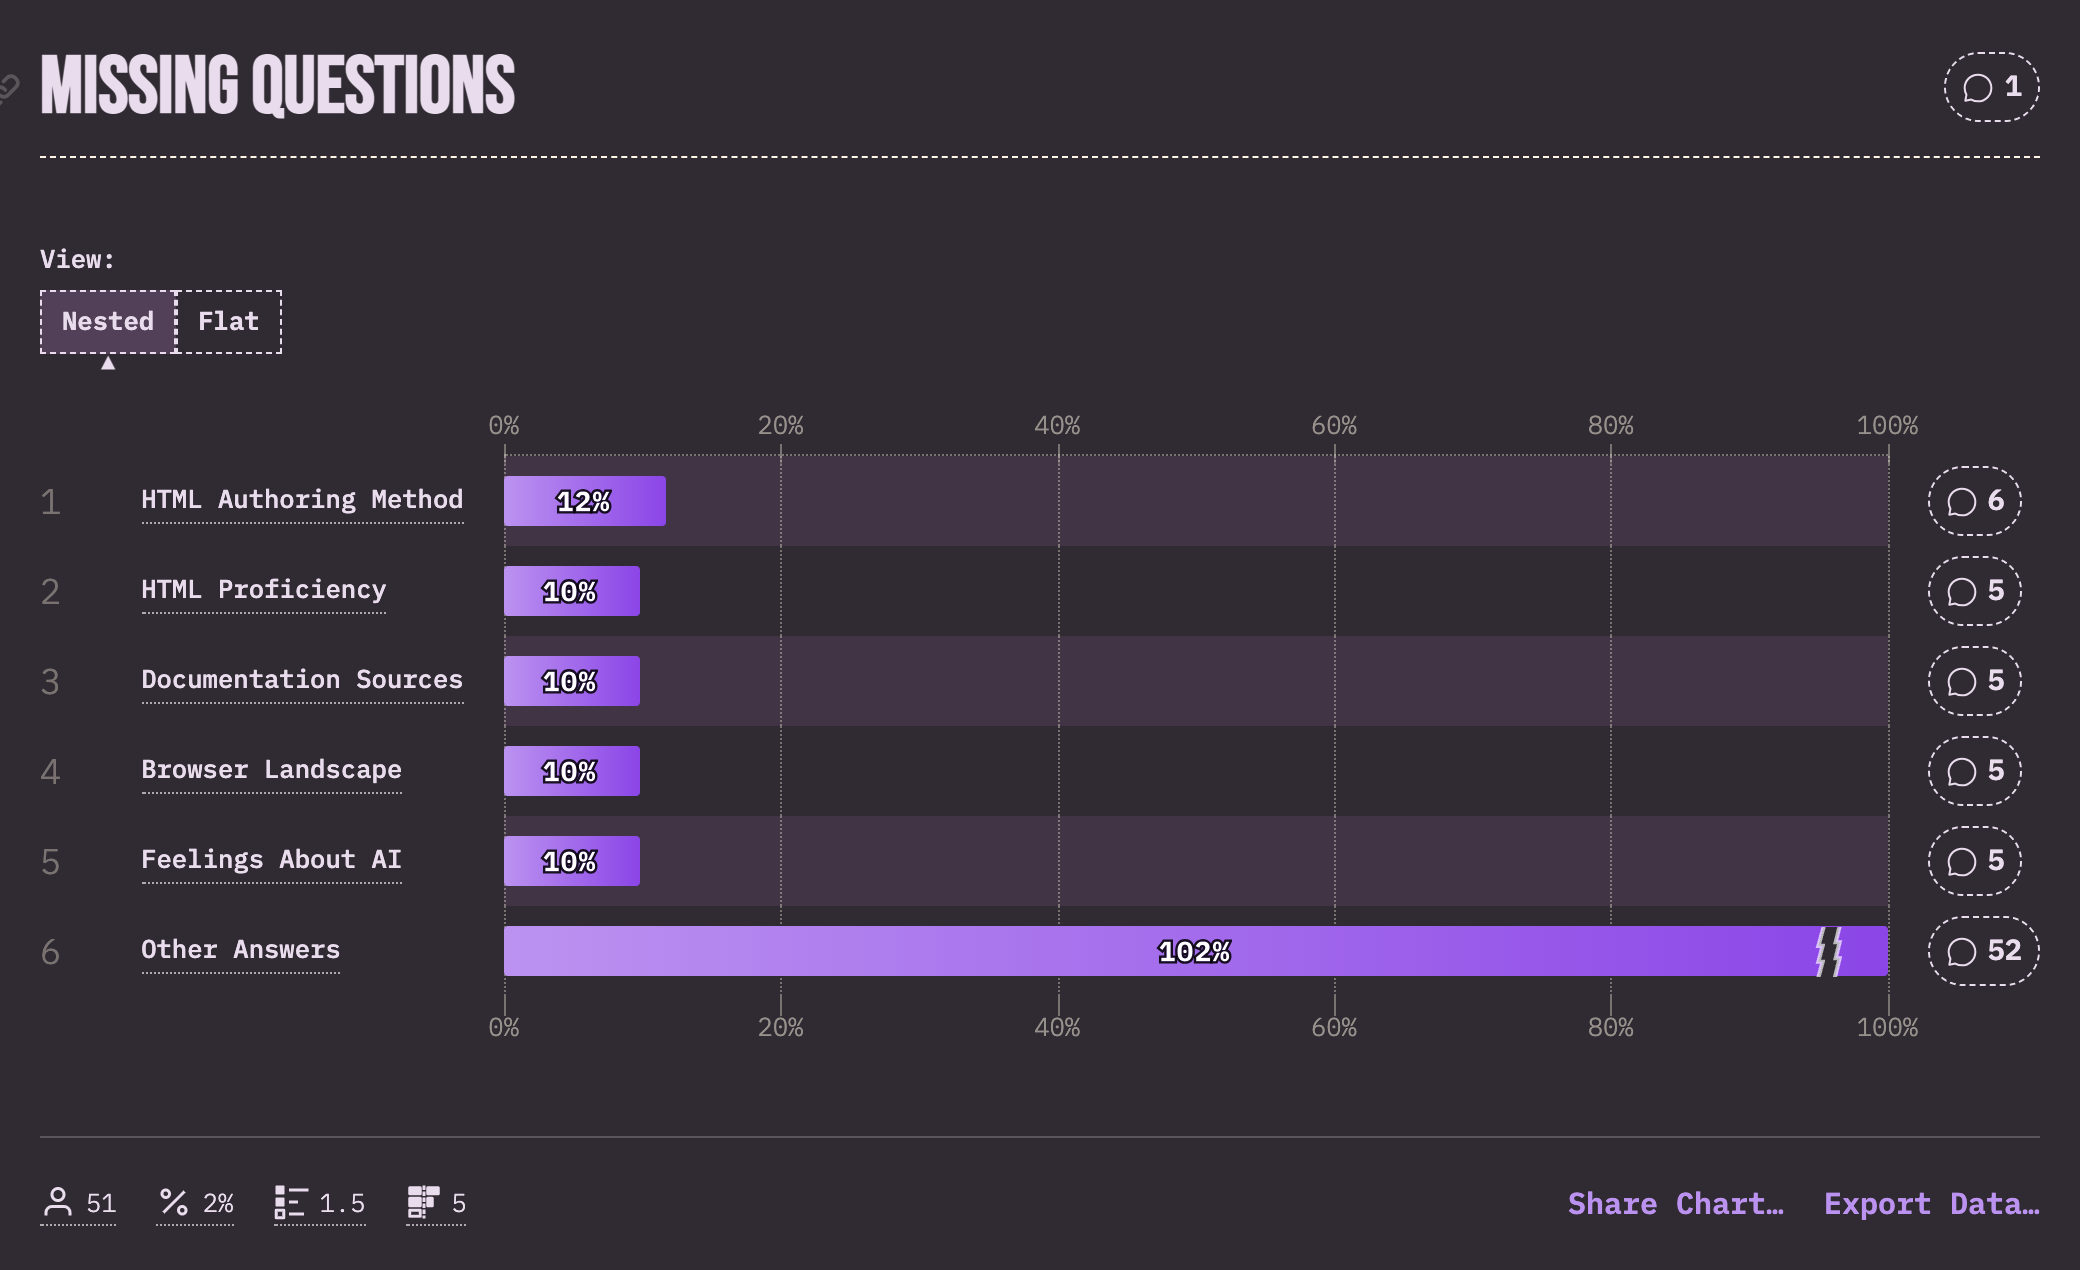 MISSING QUESTIONS
1
View:
Nested Flat
0% 20% 40% 60% 80% 100%
1 HTML Authoring Method 12% 6
2 HTML Proficiency 10% 5
3 Documentation Sources 10% 5
4 Browser Landscape 10% 5
5 Feelings About AI 10% 5
6 Other Answers 102% 52
0% 20% 40% 60% 80% 100%
51 2% 1.5 5 Share Chart… Export Data…